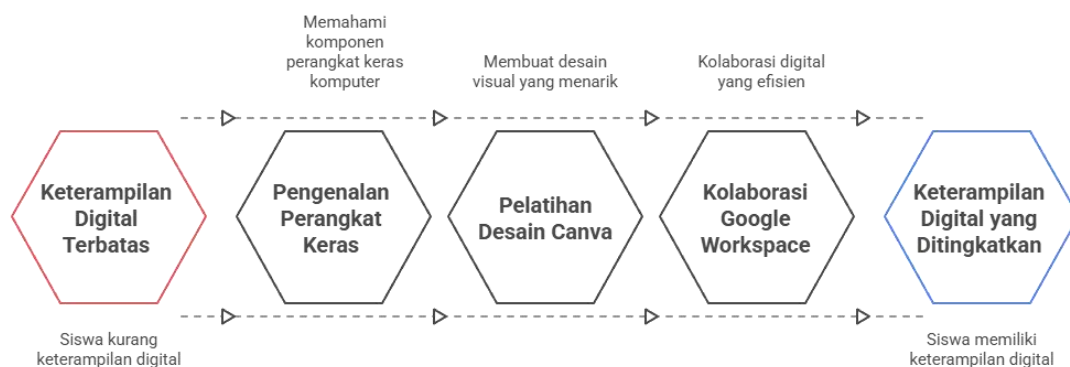 Memahami
komponen
perangkat keras
komputer
Membuat desain
visual yang menarik
Kolaborasi digital
yang efisien
Keterampilan
Digital
Terbatas
Pengenalan
Perangkat
Keras
Pelatihan
Desain Canva
Kolaborasi
Google
Workspace
Keterampilan
Digital yang
Ditingkatkan
Siswa kurang
keterampilan digital
Siswa memiliki
keterampilan digital